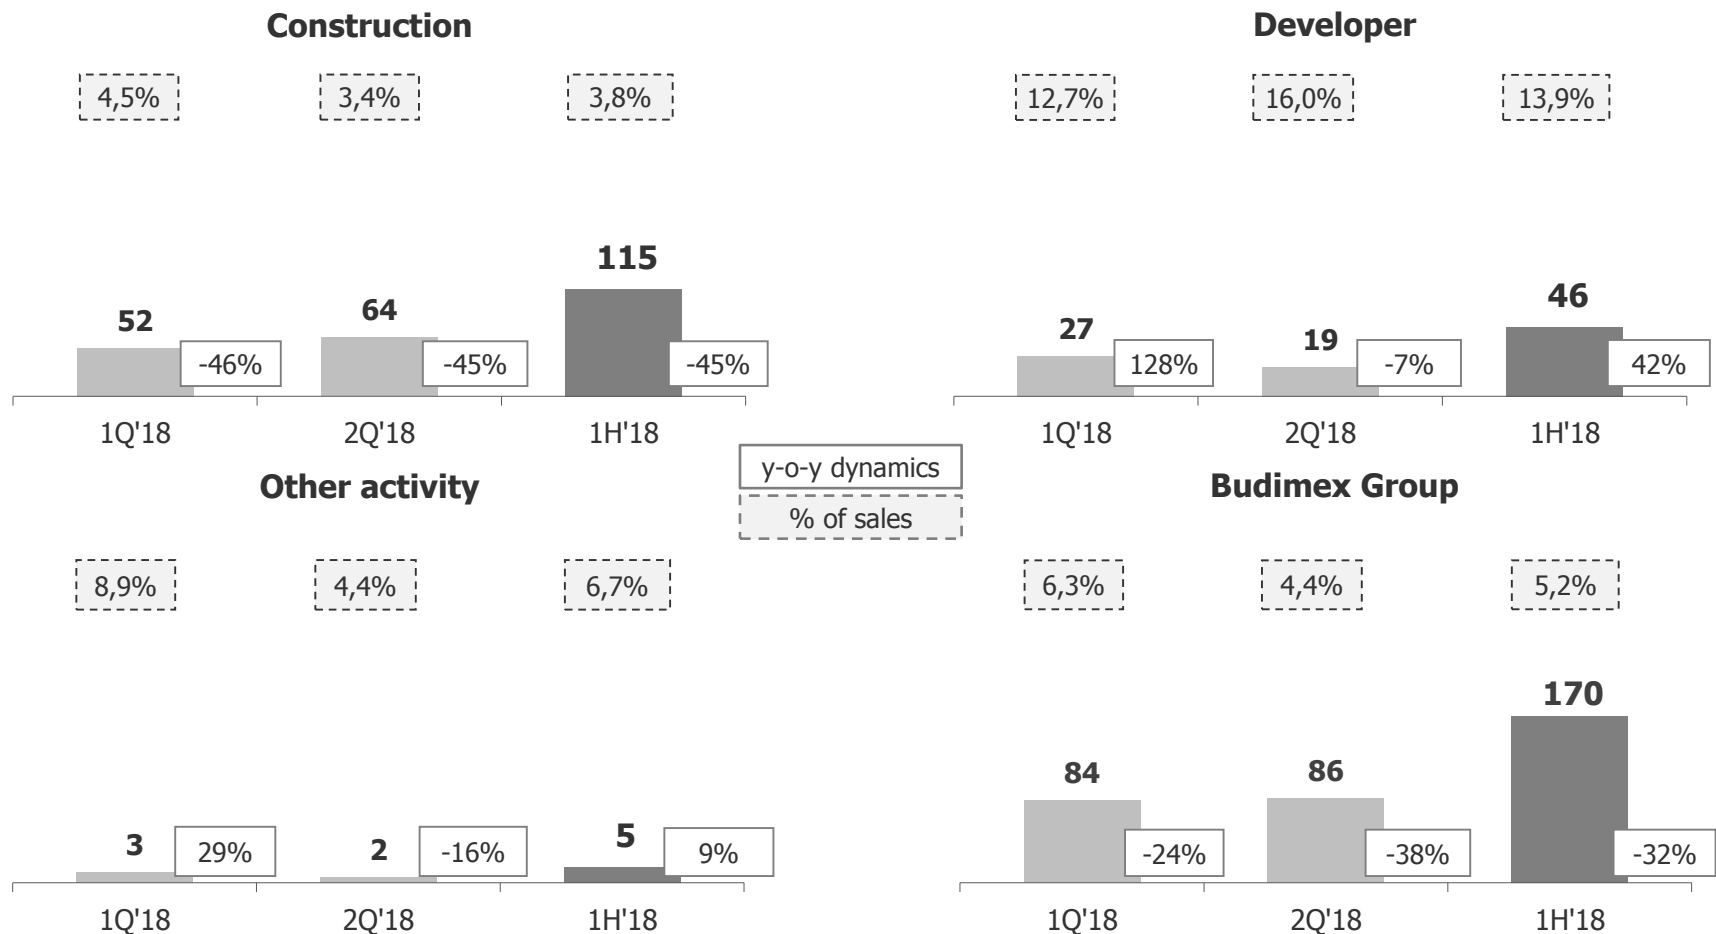 Construction
4,5%
3,4%
3,8%
52
64
115
-46%
-45%
-45%
1Q'18
2Q'18
1H'18
Developer
12,7%
16,0%
13,9%
27
19
46
128%
-7%
42%
1Q'18
2Q'18
1H'18
y-o-y dynamics
% of sales
Other activity
8,9%
4,4%
6,7%
3
2
5
29%
-16%
9%
1Q'18
2Q'18
1H'18
Budimex Group
6,3%
4,4%
5,2%
84
86
170
-24%
-38%
-32%
1Q'18
2Q'18
1H'18